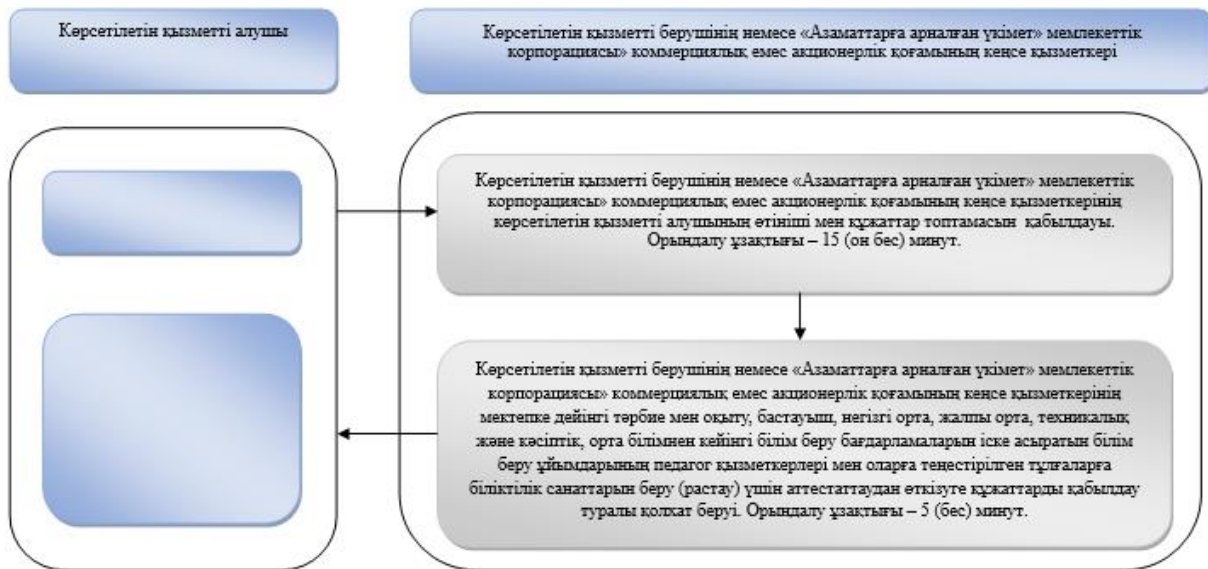 Көрсетілетін қызметті алушы
Көрсетілетін қызметті берушінің немесе «Азаматтарға арналған үкімет» мемлекеттік
корпорациясы» коммерциялық емес акционерлік қоғамының кеңсе қызметкері
Көрсетілетін қызметті берушінің немесе «Азаматтарға арналған үкімет» мемлекеттік
корпорациясы» коммерциялық емес акционерлік қоғамының кеңсе қызметкерінің
көрсетілетін қызметті алушының өтініші мен құжаттар топтамасын қабылдауы.
Орындалу ұзақтығы – 15 (он бес) минут.
Көрсетілетін қызметті берушінің немесе «Азаматтарға арналған үкімет» мемлекеттік
корпорациясы» коммерциялық емес акционерлік қоғамының кеңсе қызметкерінің
мектепке дейінгі тәрбие мен оқыту, бастауыш, негізгі орта, жалпы орта, техникалық
және кәсіптік, орта білімнен кейінгі білім беру бағдарламаларын іске асыратын білім
беру ұйымдарының педагог қызметкерлері мен оларға теңестірілген тұлғаларға
біліктілік санаттарын беру (растау) үшін аттестаттаудан өткізуге құжаттарды қабылдау
туралы қолхат беруі. Орындалу ұзақтығы – 5 (бес) минут.